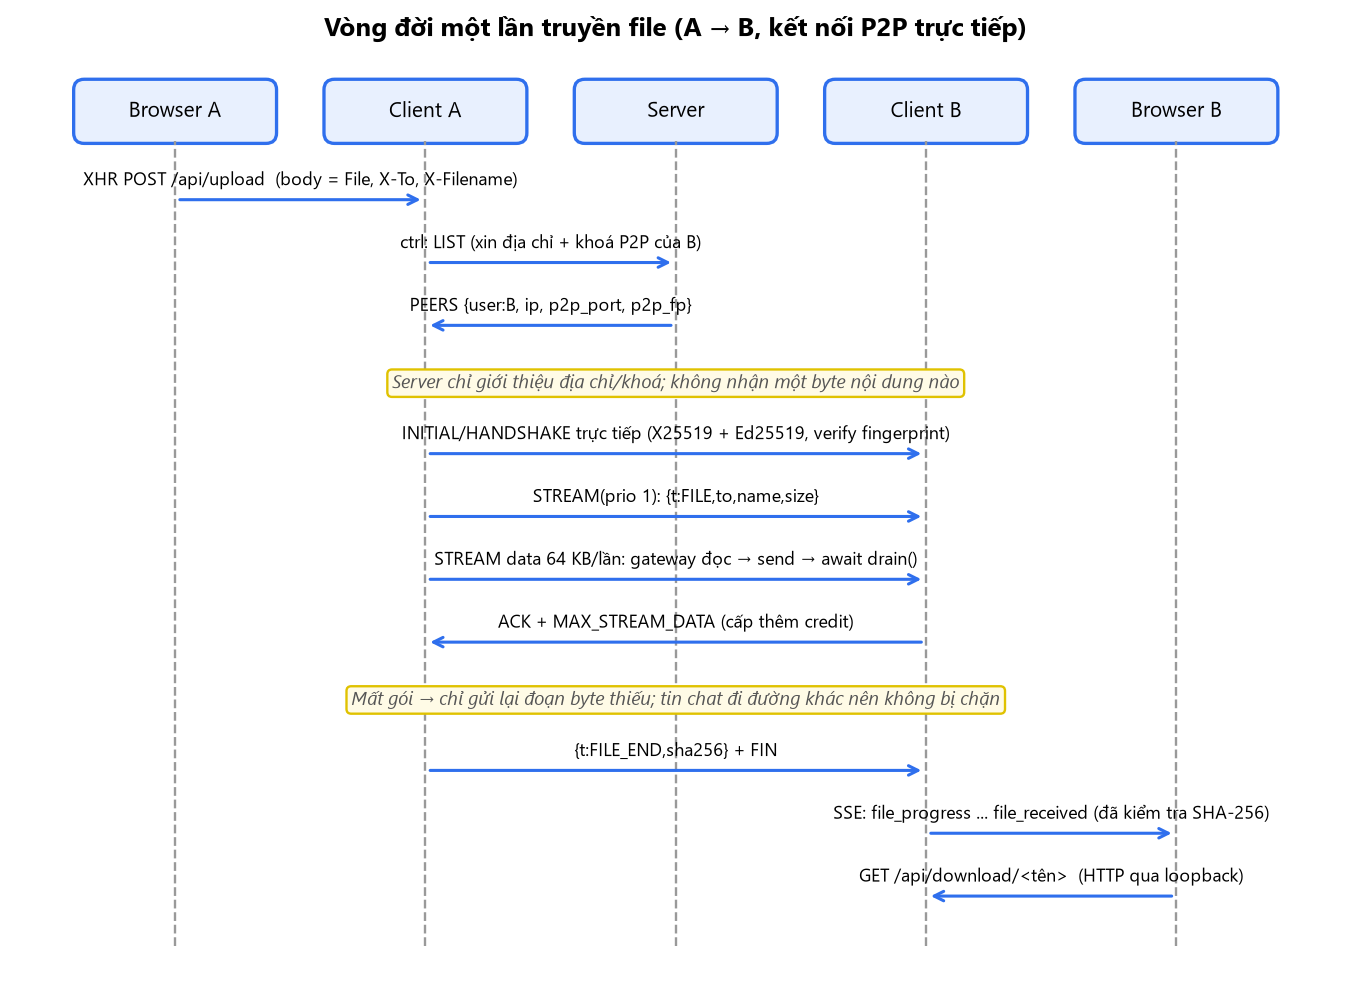 Vòng đời một lần truyền file (A → B, kết nối P2P trực tiếp)
Browser A
Client A
Server
Client B
Browser B
XHR POST /api/upload  (body = File, X-To, X-Filename)
ctrl: LIST (xin địa chỉ + khoá P2P của B)
PEERS {user:B, ip, p2p_port, p2p_fp}
Server chỉ giới thiệu địa chỉ/khoá; không nhận một byte nội dung nào
INITIAL/HANDSHAKE trực tiếp (X25519 + Ed25519, verify fingerprint)
STREAM(prio 1): {t:FILE,to,name,size}
STREAM data 64 KB/lần: gateway đọc → send → await drain()
ACK + MAX_STREAM_DATA (cấp thêm credit)
Mất gói → chỉ gửi lại đoạn byte thiếu; tin chat đi đường khác nên không bị chặn
{t:FILE_END,sha256} + FIN
SSE: file_progress ... file_received (đã kiểm tra SHA-256)
GET /api/download/<tên>  (HTTP qua loopback)